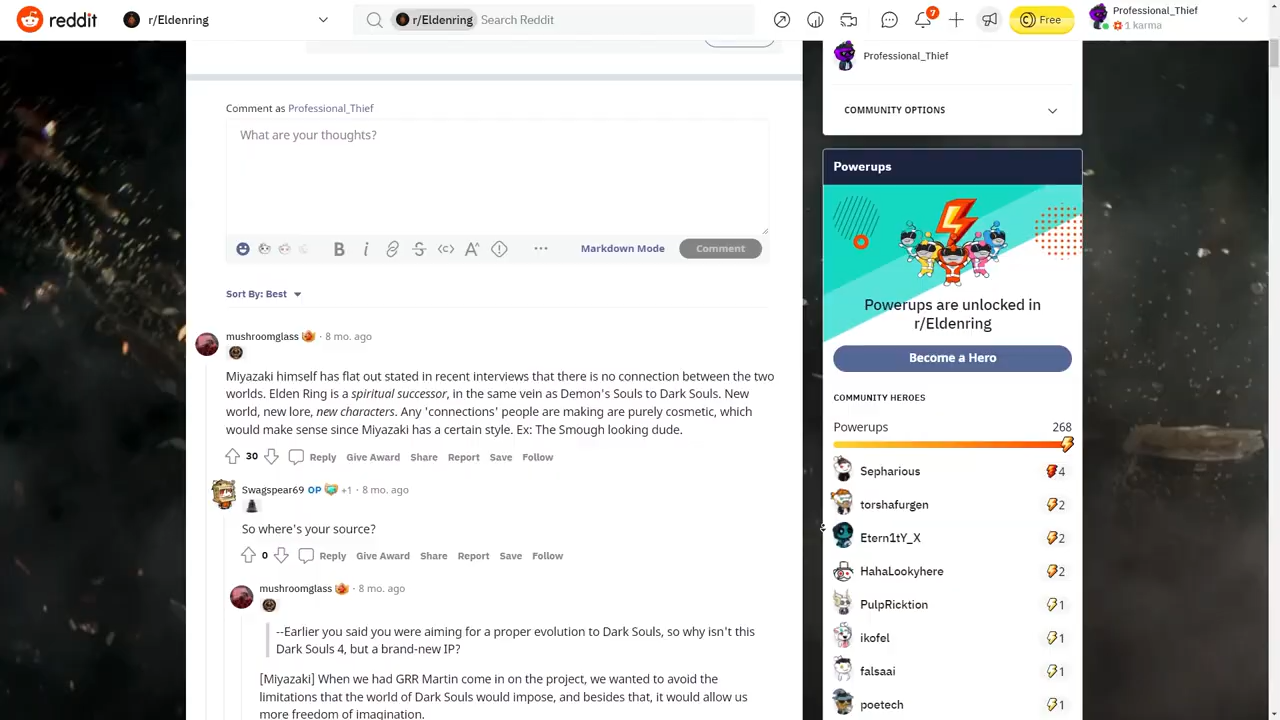 reddit
r/Eldenring
r/Eldenring Search Reddit
7
Free
Professional_Thief
1 karma
Comment as Professional_Thief
What are your thoughts?
Markdown Mode
Comment
Sort By: Best
mushroomglass · 8 mo. ago
Miyazaki himself has flat out stated in recent interviews that there is no connection between the two
worlds. Elden Ring is a spiritual successor, in the same vein as Demon's Souls to Dark Souls. New
world, new lore, new characters. Any 'connections' people are making are purely cosmetic, which
would make sense since Miyazaki has a certain style. Ex: The Smough looking dude.
30 Reply Give Award Share Report Save Follow
Swagspear69 OP +1 · 8 mo. ago
So where's your source?
0 Reply Give Award Share Report Save Follow
mushroomglass · 8 mo. ago
--Earlier you said you were aiming for a proper evolution to Dark Souls, so why isn't this
Dark Souls 4, but a brand-new IP?
[Miyazaki] When we had GRR Martin come in on the project, we wanted to avoid the
limitations that the world of Dark Souls would impose, and besides that, it would allow us
more freedom of imagination.
Professional_Thief
COMMUNITY OPTIONS
Powerups
Powerups are unlocked in
r/Eldenring
Become a Hero
COMMUNITY HEROES
Powerups 268
Sepharious 4
torshafurgen 2
Etern1tY_X 2
HahaLookyhere 2
PulpRicktion 1
ikofel 1
falsaai 1
poetech 1